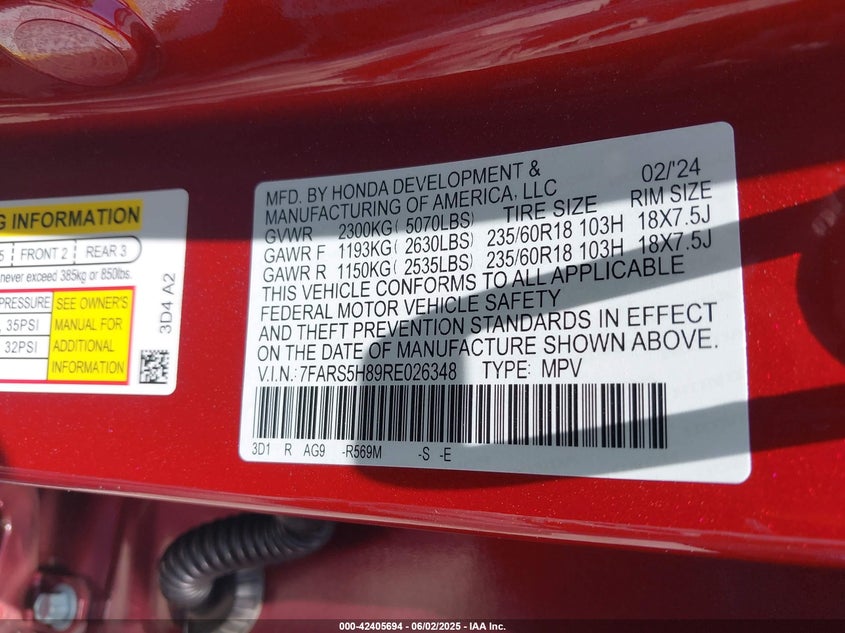 G INFORMATION
5 FRONT 2 REAR 3
never exceed 385kg or 850lbs.
PRESSURE
, 35PSI
32PSI
SEE OWNER'S
MANUAL FOR
ADDITIONAL
INFORMATION
3D4 A2
MFD. BY HONDA DEVELOPMENT & 02/'24
MANUFACTURING OF AMERICA, LLC
TIRE SIZE RIM SIZE
GVWR 2300KG( 5070LBS)
GAWR F 1193KG( 2630LBS) 235/60R18 103H 18X7.5J
GAWR R 1150KG( 2535LBS) 235/60R18 103H 18X7.5J
THIS VEHICLE CONFORMS TO ALL APPLICABLE
FEDERAL MOTOR VEHICLE SAFETY
AND THEFT PREVENTION STANDARDS IN EFFECT
ON THE DATE OF MANUFACTURE SHOWN ABOVE.
V.I.N.: 7FARS5H89RE026348 TYPE: MPV
3D1 R AG9 -R569M -S -E
000-42405694 | 06/02/2025 - IAA Inc.